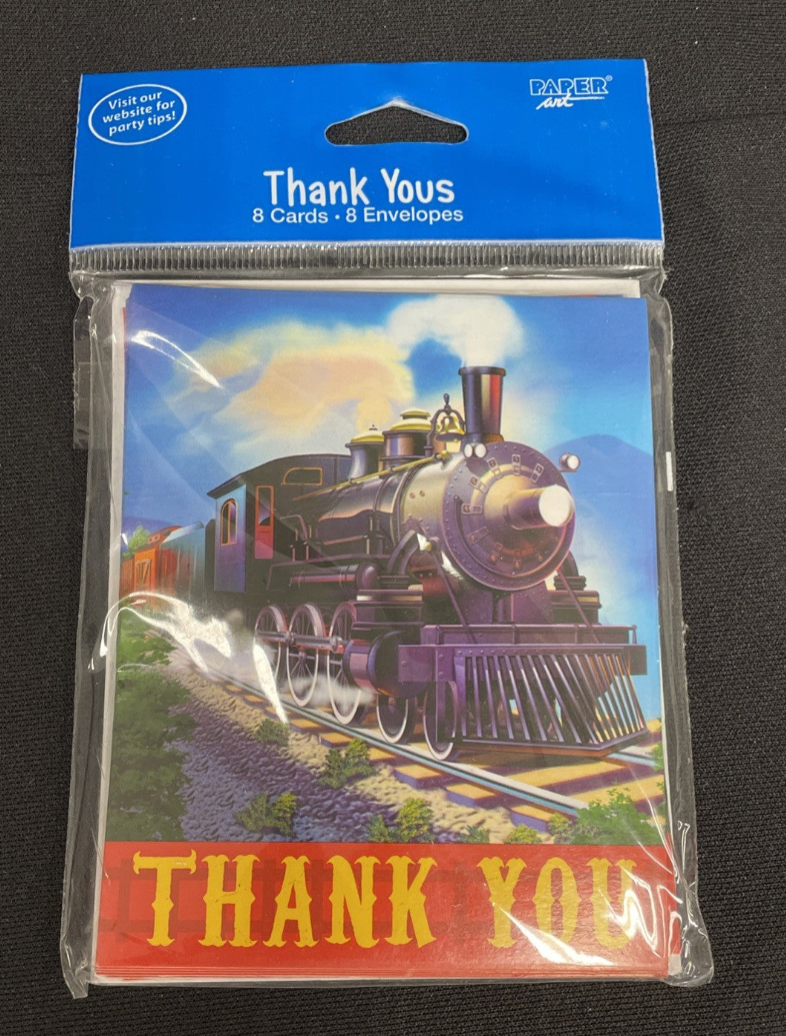 Visit our
website for
party tips!
PAPER®
art
Thank Yous
8 Cards • 8 Envelopes
THANK YOU